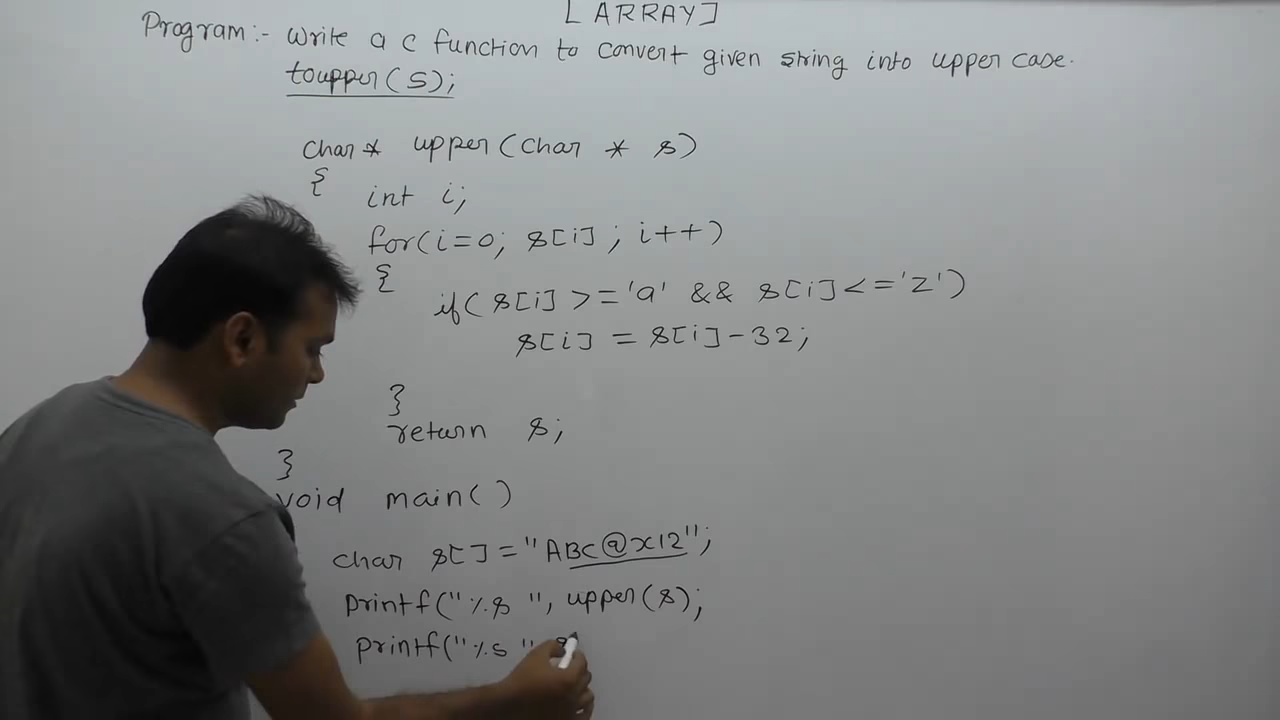 [ ARRAY]
Program:- Write a c function to convert given string into upper case.
toupper(s);
char* upper(char * s)
{ int i;
for(i=0; s[i] ; i++)
{
if( s[i] >='a' && s[i]<='z')
s[i] = s[i]-32;
}
return s;
}
void main( )
char s[]="ABC@x12";
printf("%s ", upper(s);
printf("%s "